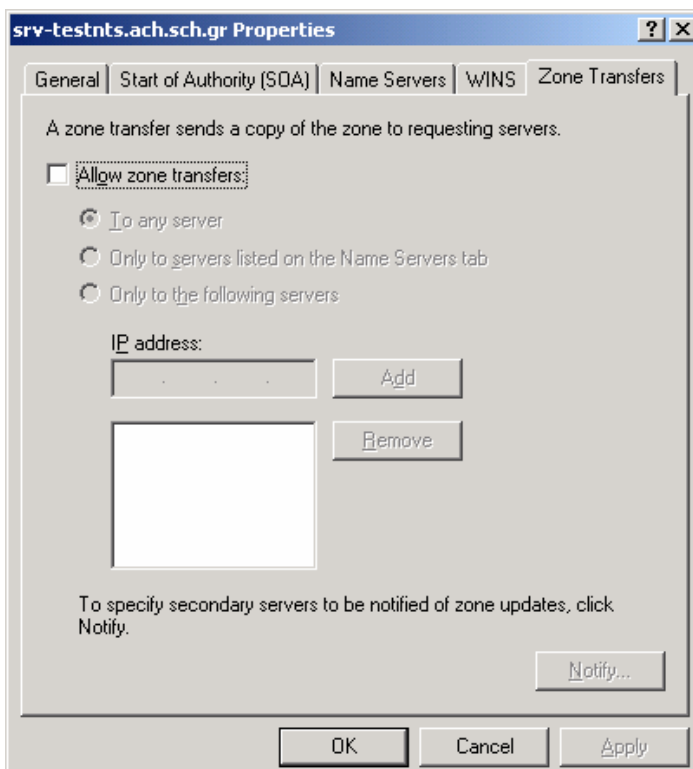 srv-testnts.ach.sch.gr Properties
General Start of Authority (SOA) Name Servers WINS Zone Transfers
A zone transfer sends a copy of the zone to requesting servers.
Allow zone transfers:
To any server
Only to servers listed on the Name Servers tab
Only to the following servers
IP address:
. . . Add
Remove
To specify secondary servers to be notified of zone updates, click
Notify.
Notify...
OK Cancel Apply